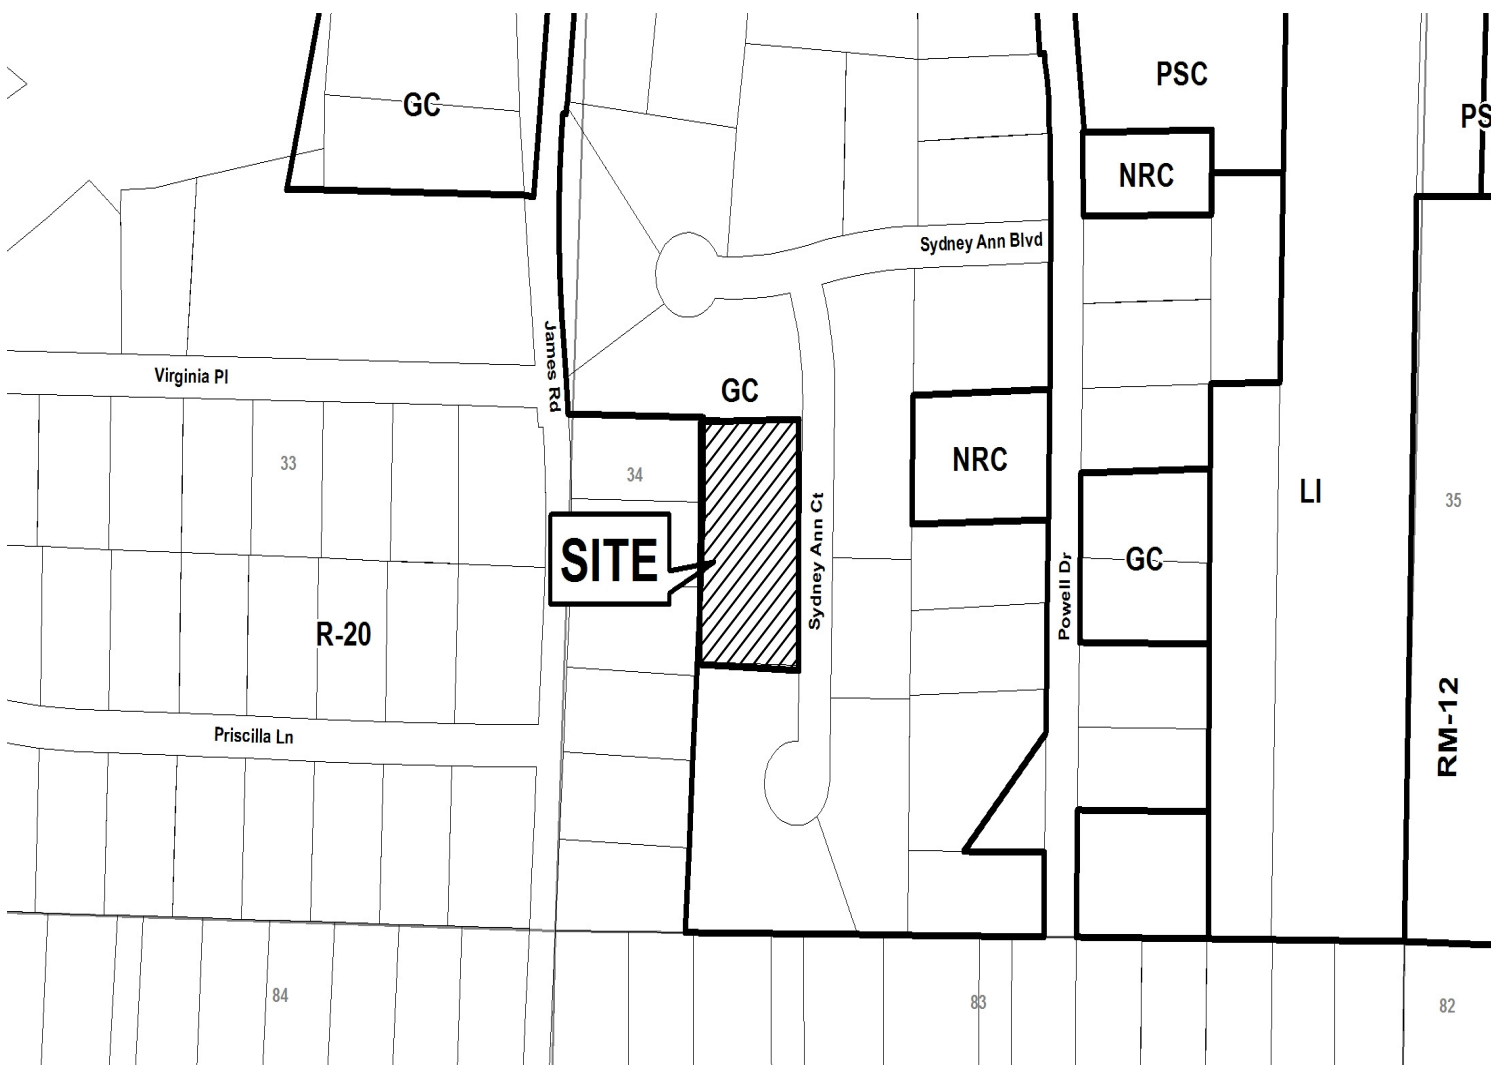 PSC
GC
PS
NRC
Sydney Ann Blvd
James Rd
Virginia Pl
GC
33
34
NRC
LI
35
Sydney Ann Ct
SITE
Powell Dr
GC
R-20
RM-12
Priscilla Ln
84
83
82